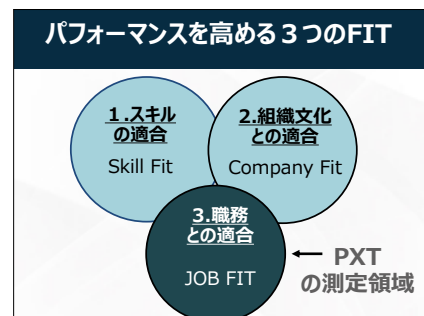 パフォーマンスを高める３つのFIT
１.スキル
の適合
Skill Fit
2.組織文化
との適合
Company Fit
3.職務
との適合
JOB FIT
PXT
の測定領域